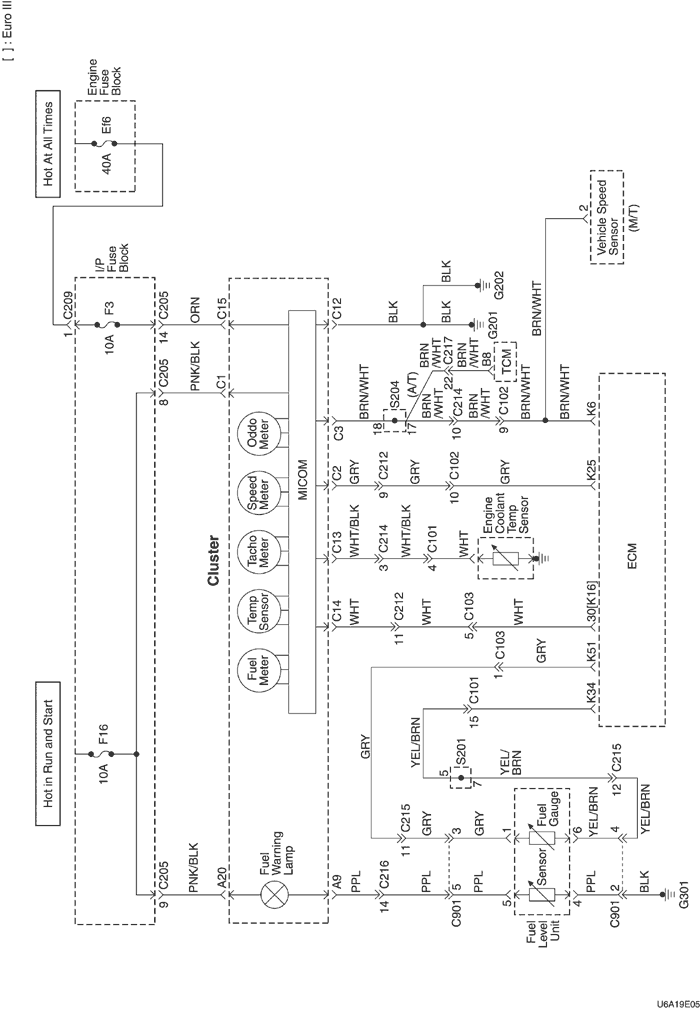 [ ] : Euro III
Hot At All Times
Engine
Fuse
Block
Ef6
40A
Hot in Run and Start
I/P
Fuse
Block
F16
10A
F3
10A
C209
1
9
C205
8
C205
14
C205
PNK/BLK
PNK/BLK
ORN
A20
C1
C15
Cluster
Fuel
Warning
Lamp
Fuel
Meter
Temp
Sensor
Tacho
Meter
Speed
Meter
Oddo
Meter
MICOM
A9
C14
C13
C2
C3
C12
PPL
WHT
WHT/BLK
GRY
BRN/WHT
BLK
14
C216
11
C212
3
C214
9
C212
18
S204
17
(A/T)
PPL
WHT
WHT/BLK
GRY
BRN
/WHT
BRN
/WHT
22
C217
BRN
/WHT
B8
TCM
10
C214
BRN
/WHT
9
C102
BRN/WHT
BLK
BLK
G201
G202
5
C103
4
C101
10
C102
WHT
WHT
GRY
Engine
Coolant
Temp
Sensor
BRN/WHT
BRN/WHT
2
Vehicle Speed
Sensor
(M/T)
GRY
1
C103
GRY
YEL/BRN
15
C101
K34
K51
30[K16]
K25
K6
ECM
5
S201
7
YEL/
BRN
12
C215
YEL/BRN
11
C215
GRY
C901
5
3
PPL
GRY
5
1
Fuel
Level
Unit
Sensor
Fuel
Gauge
4
6
PPL
YEL/BRN
C901
2
4
BLK
G301
U6A19E05